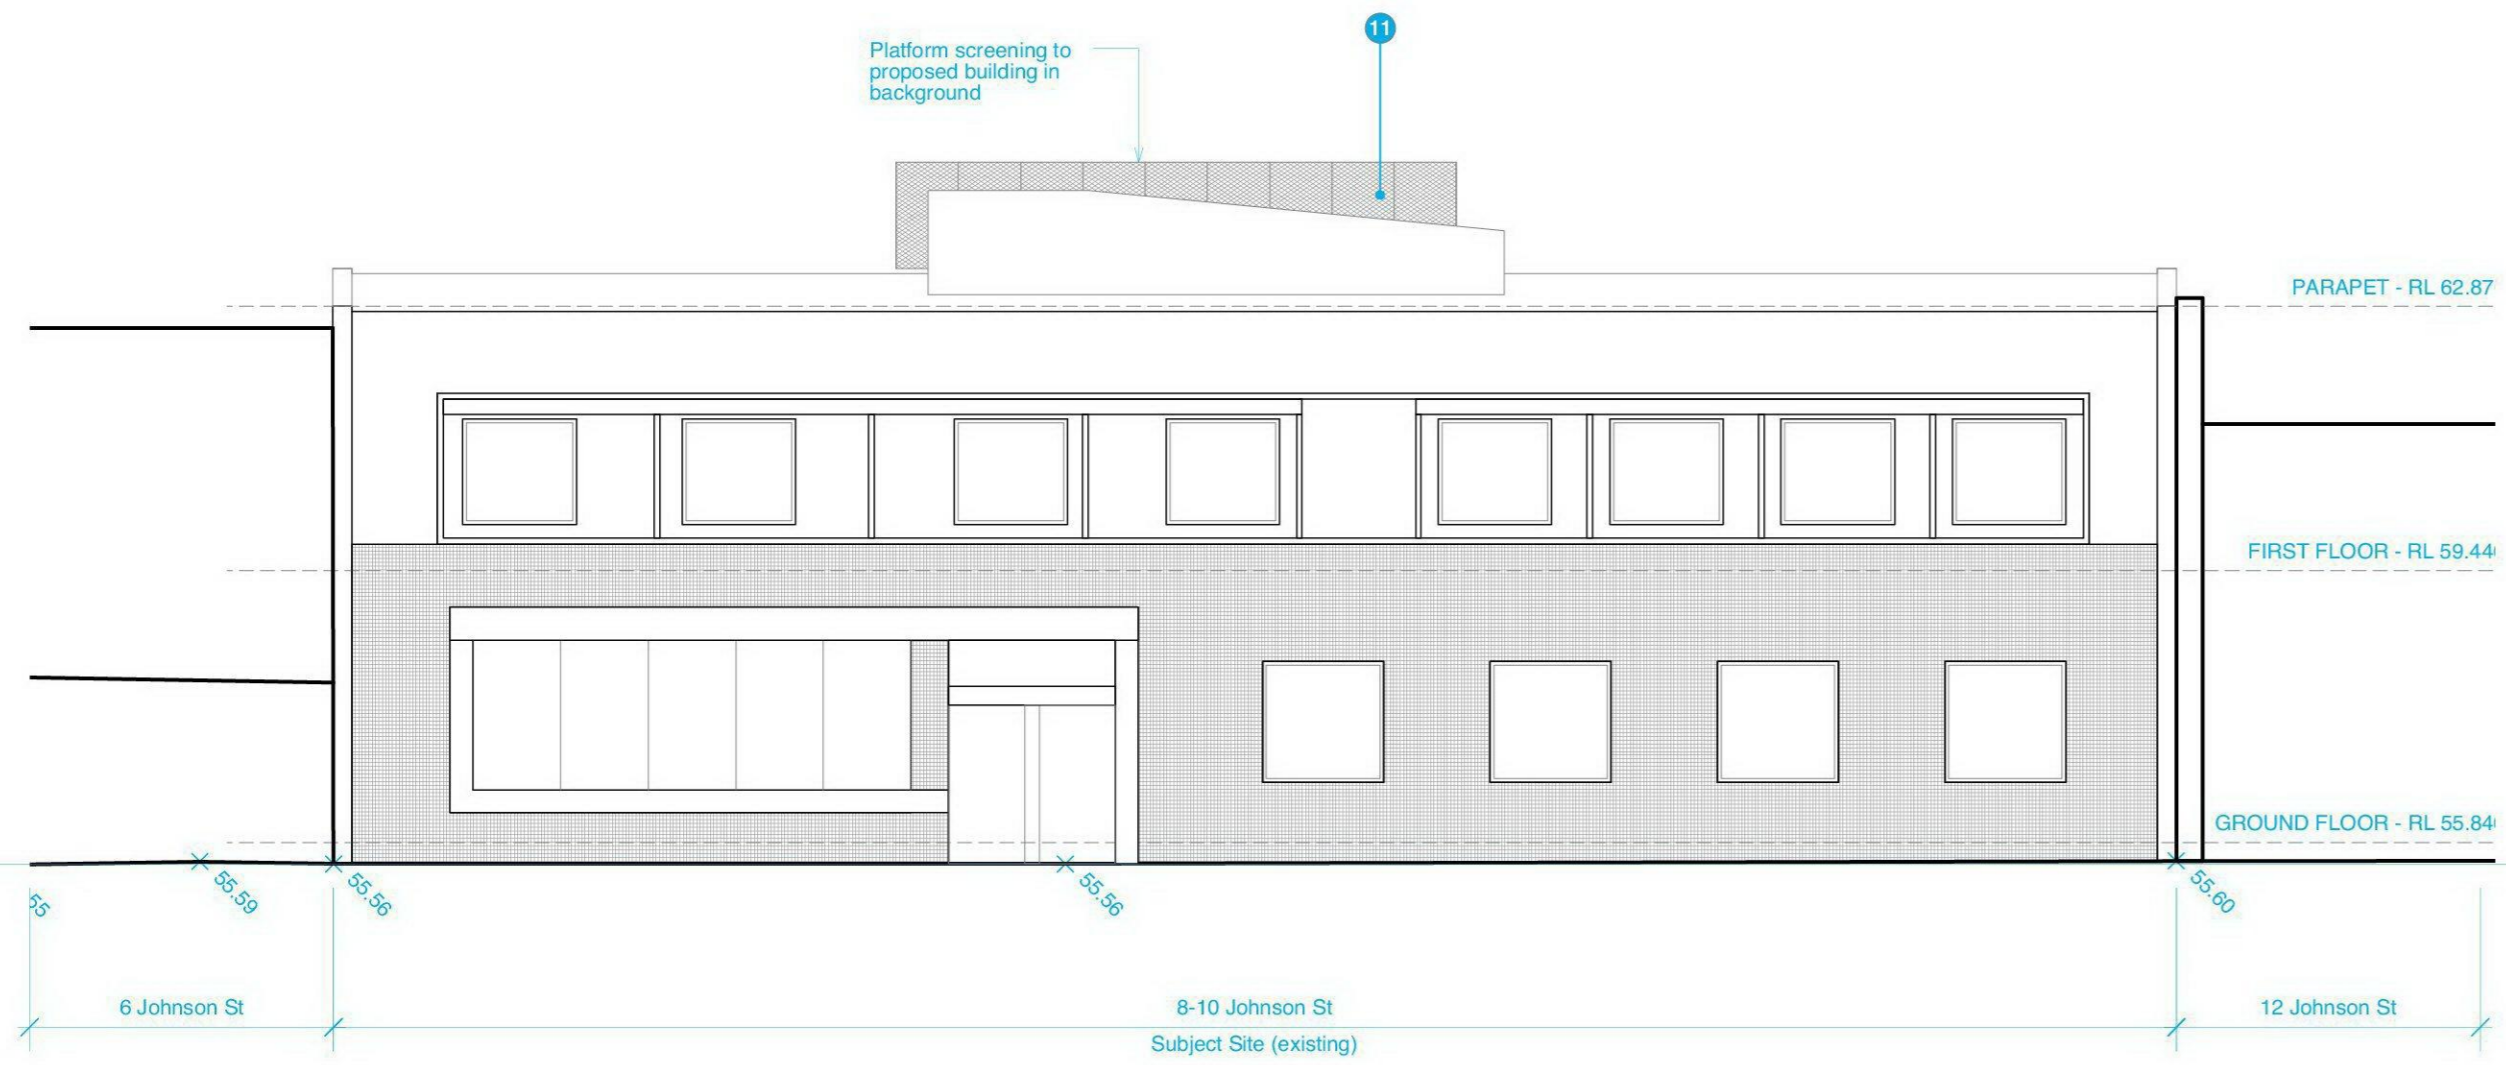 11
Platform screening to
proposed building in
background
PARAPET - RL 62.87
FIRST FLOOR - RL 59.44
GROUND FLOOR - RL 55.84
55
55.59
55.56
55.56
55.60
6 Johnson St
8-10 Johnson St
12 Johnson St
Subject Site (existing)